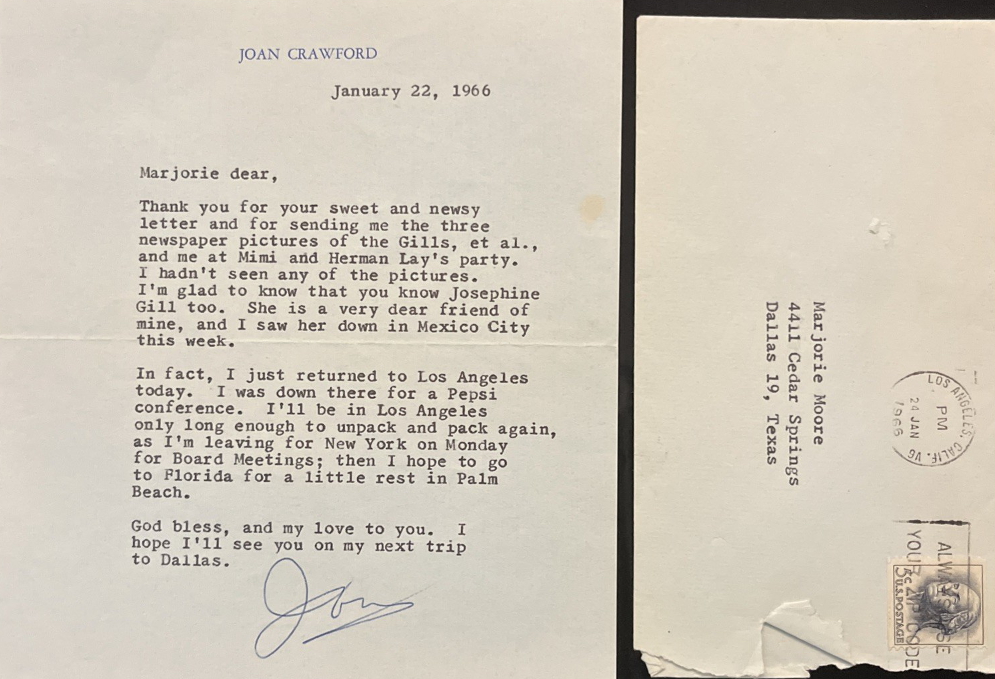 JOAN CRAWFORD
January 22, 1966
Marjorie dear,
Thank you for your sweet and newsy
letter and for sending me the three
newspaper pictures of the Gills, et al.,
and me at Mimi and Herman Lay's party.
I hadn't seen any of the pictures.
I'm glad to know that you know Josephine
Gill too.  She is a very dear friend of
mine, and I saw her down in Mexico City
this week.
In fact, I just returned to Los Angeles
today.  I was down there for a Pepsi
conference.  I'll be in Los Angeles
only long enough to unpack and pack again,
as I'm leaving for New York on Monday
for Board Meetings; then I hope to go
to Florida for a little rest in Palm
Beach.
God bless, and my love to you.  I
hope I'll see you on my next trip
to Dallas.
Joan
Marjorie Moore
4411 Cedar Springs
Dallas 19, Texas
LOS ANGELES, CALIF. VG
PM
24 JAN
1966
ALWAYS USE
YOUR ZIP CODE
5c U.S. POSTAGE